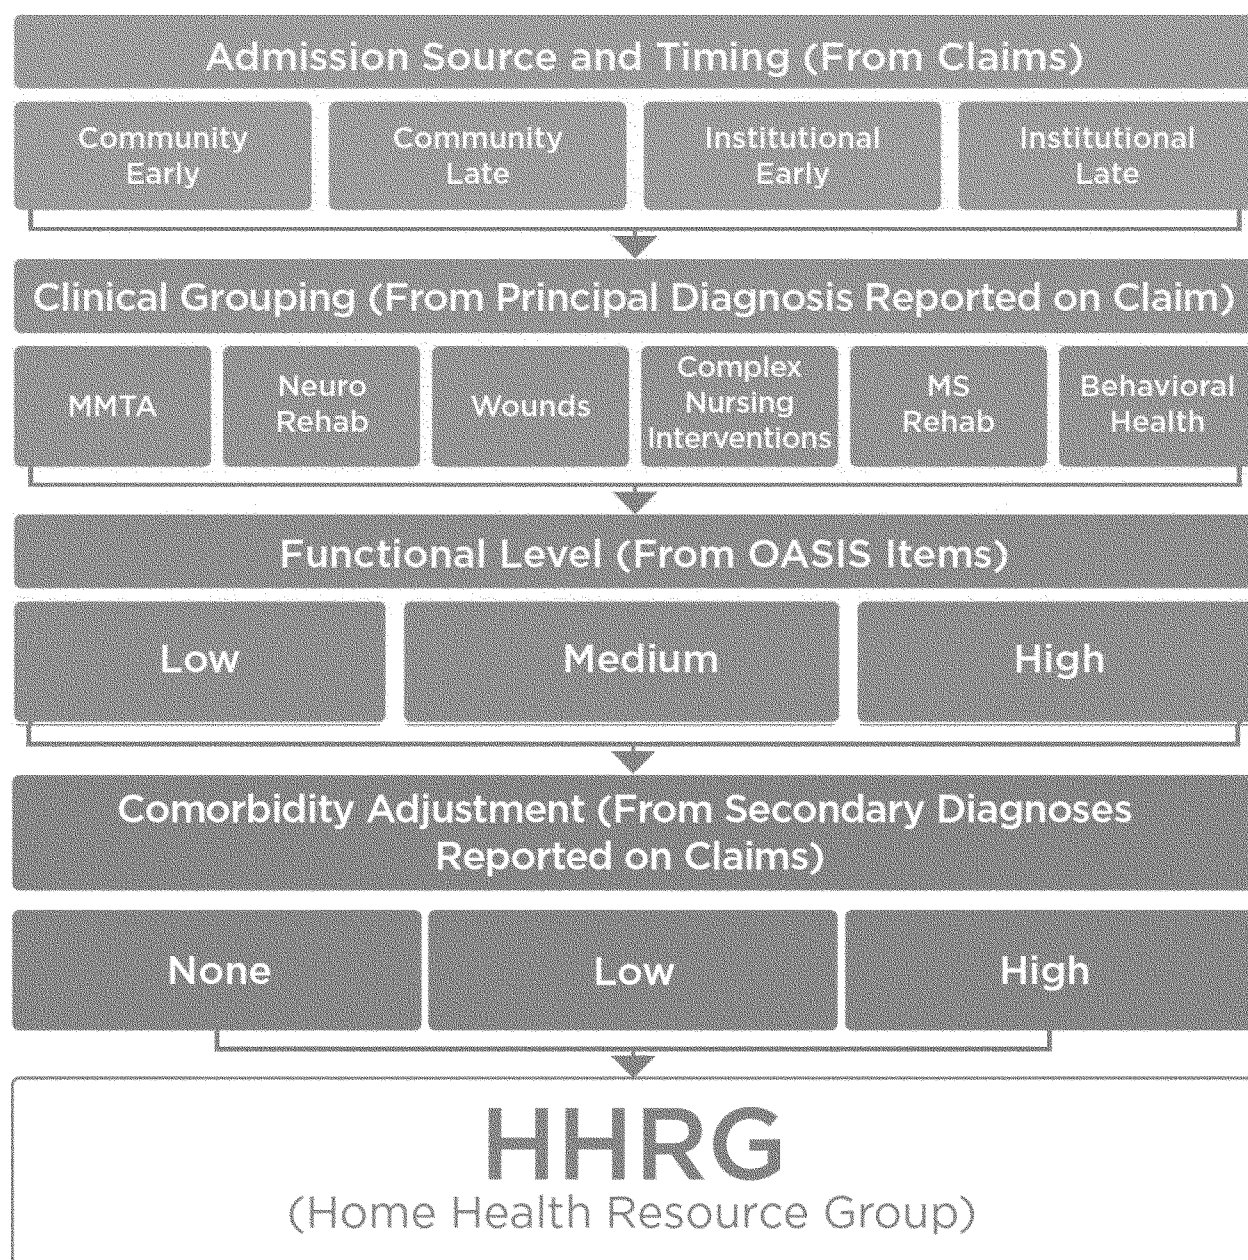 Admission Source and Timing (From Claims)
Community
Early
Community
Late
Institutional
Early
Institutional
Late
Clinical Grouping (From Principal Diagnosis Reported on Claim)
MMTA
Neuro
Rehab
Wounds
Complex
Nursing
Interventions
MS
Rehab
Behavioral
Health
Functional Level (From OASIS Items)
Low
Medium
High
Comorbidity Adjustment (From Secondary Diagnoses
Reported on Claims)
None
Low
High
HHRG
(Home Health Resource Group)